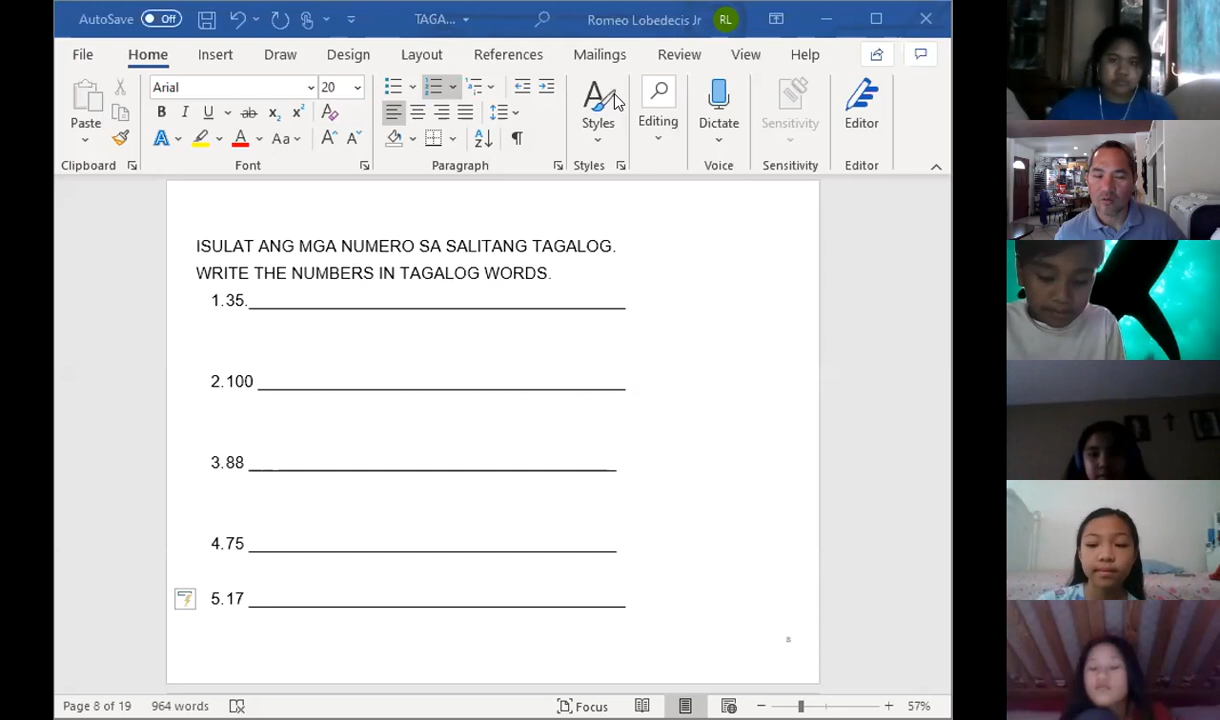 AutoSave Off TAGA... Romeo Lobedecis Jr RL
File Home Insert Draw Design Layout References Mailings Review View Help
Arial 20
Paste Styles Editing Dictate Sensitivity Editor
Clipboard Font Paragraph Styles Voice Sensitivity Editor
ISULAT ANG MGA NUMERO SA SALITANG TAGALOG.
WRITE THE NUMBERS IN TAGALOG WORDS.
1.35.
2.100
3.88
4.75
5.17
8
Page 8 of 19 964 words Focus 57%